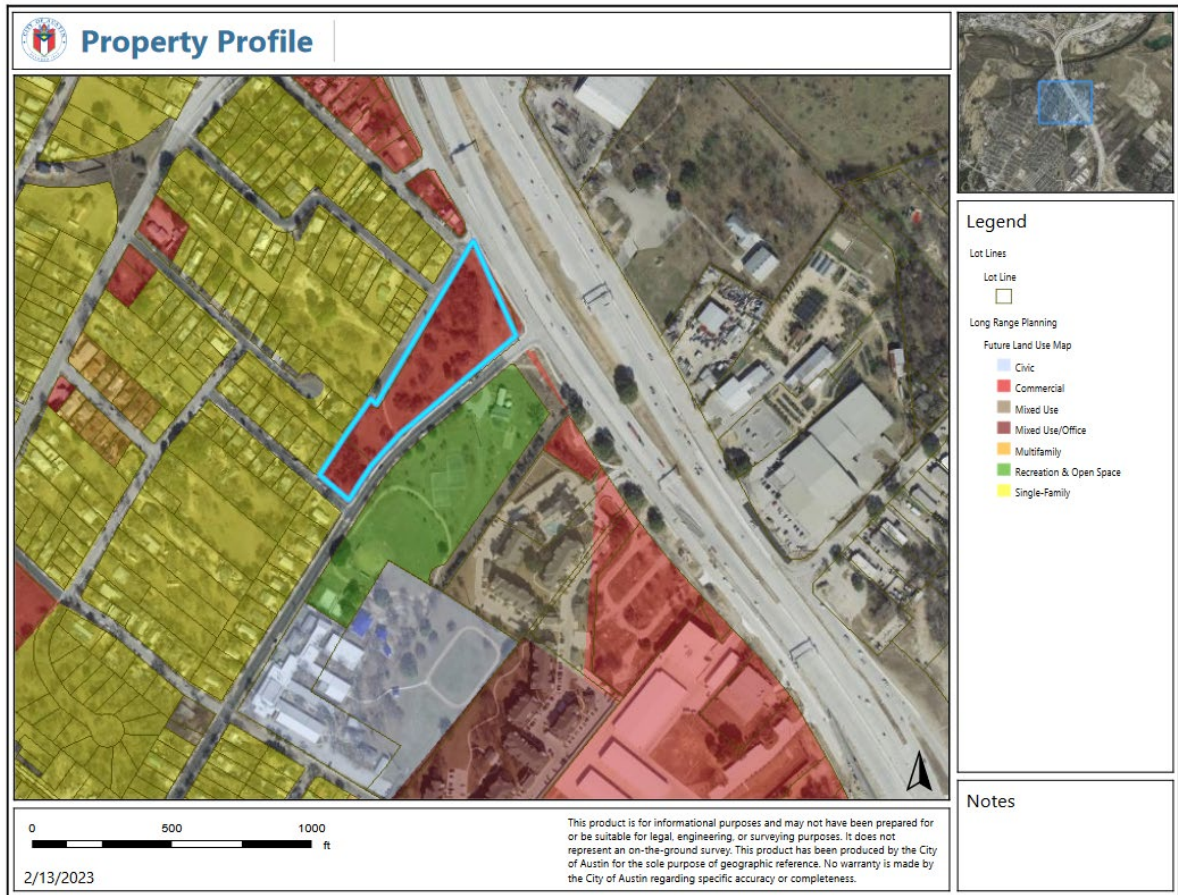 CITY OF AUSTIN
Property Profile
Legend
Lot Lines
Lot Line
Long Range Planning
Future Land Use Map
Civic
Commercial
Mixed Use
Mixed Use/Office
Multifamily
Recreation & Open Space
Single-Family
Notes
0 500 1000
ft
2/13/2023
This product is for informational purposes and may not have been prepared for
or be suitable for legal, engineering, or surveying purposes. It does not
represent an on-the-ground survey. This product has been produced by the City
of Austin for the sole purpose of geographic reference. No warranty is made by
the City of Austin regarding specific accuracy or completeness.